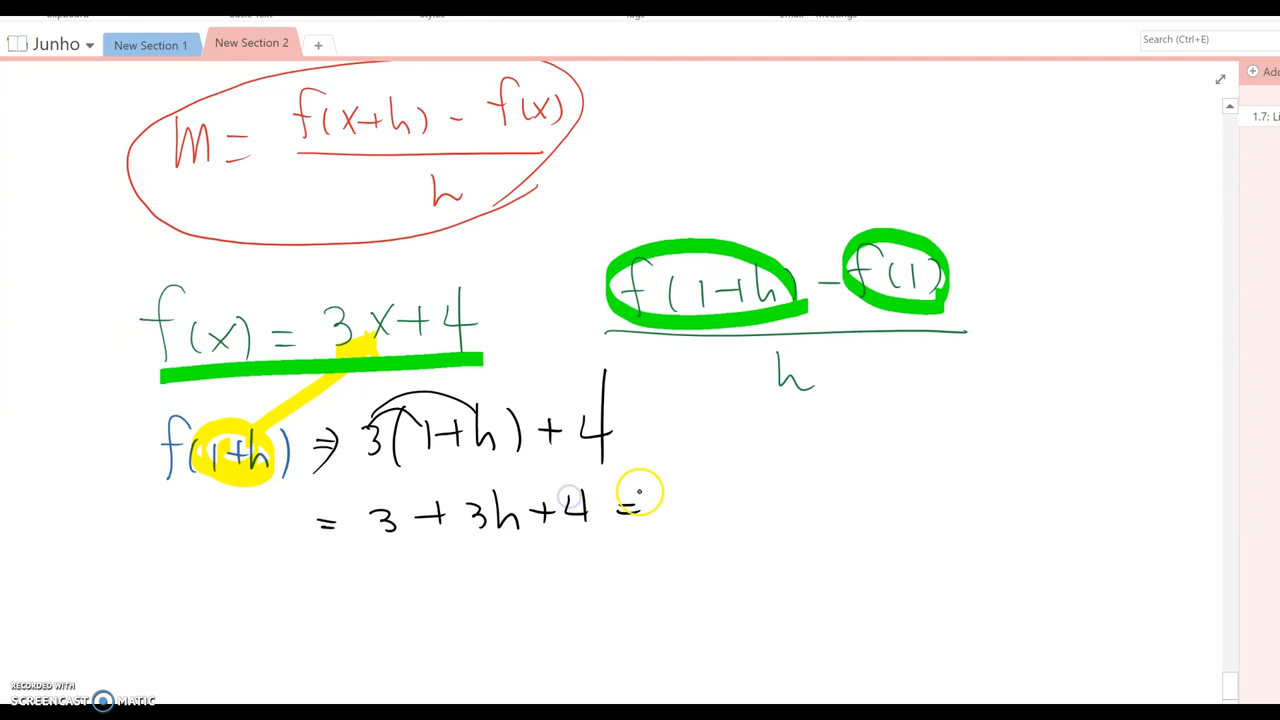 Junho
New Section 1
New Section 2
+
Search (Ctrl+E)
Add
1.7: Li
m = f(x+h) - f(x)
h
f(1+h) - f(1)
h
f(x) = 3x+4
f(1+h) ⇒ 3(1+h) + 4
= 3 + 3h + 4 =
RECORDED WITH
SCREENCAST MATIC